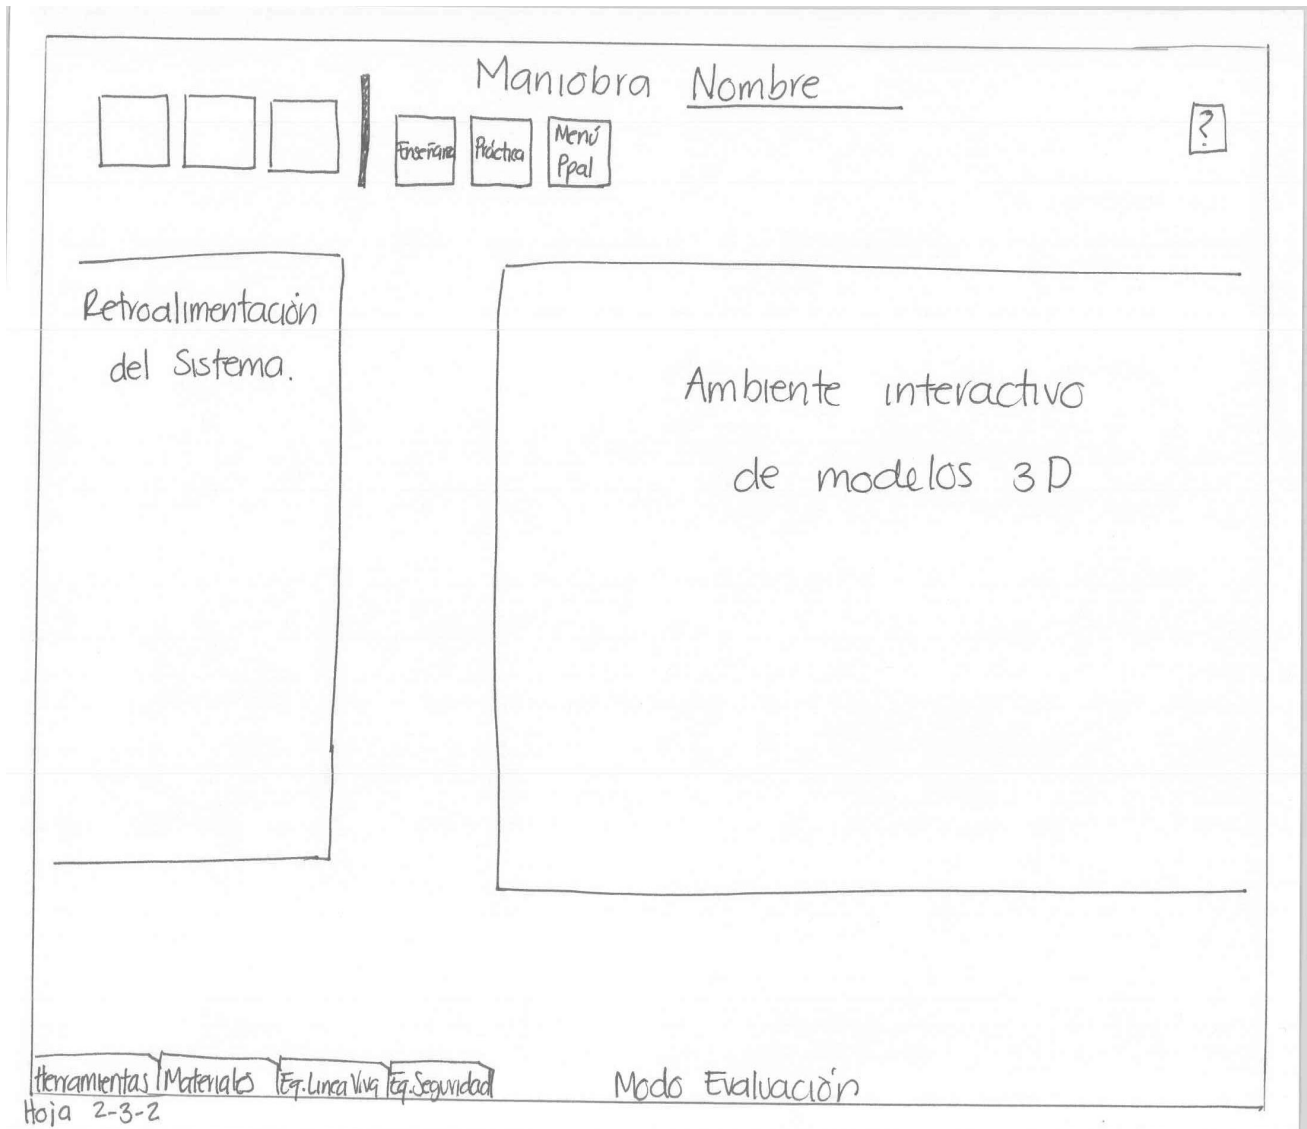 Maniobra Nombre
?
Enseñanz
Práctica
Menú
Ppal
Retroalimentación
del Sistema.
Ambiente interactivo
de modelos 3D
Herramientas
Materiales
Eq. Linea Viva
Eq. Seguridad
Modo Evaluación
Hoja 2-3-2